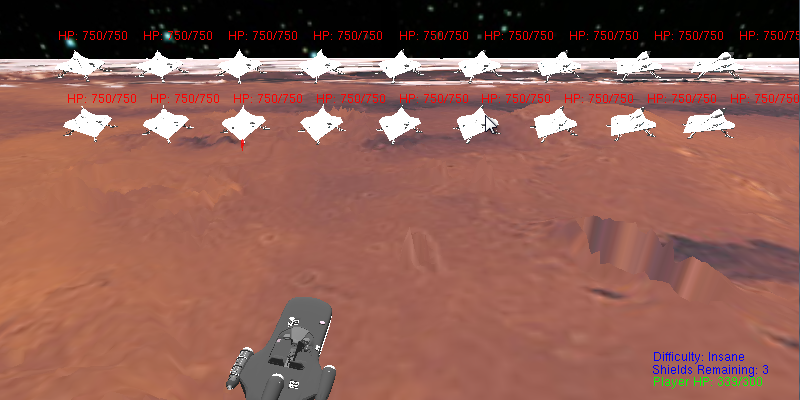 HP: 750/750 HP: 750/750 HP: 750/750 HP: 750/750 HP: 750/750 HP: 750/750 HP: 750/750 HP: 750/750 HP: 750/75
HP: 750/750 HP: 750/750 HP: 750/750 HP: 750/750 HP: 750/750 HP: 750/750 HP: 750/750 HP: 750/750 HP: 750/750
Difficulty: Insane
Shields Remaining: 3
Player HP: